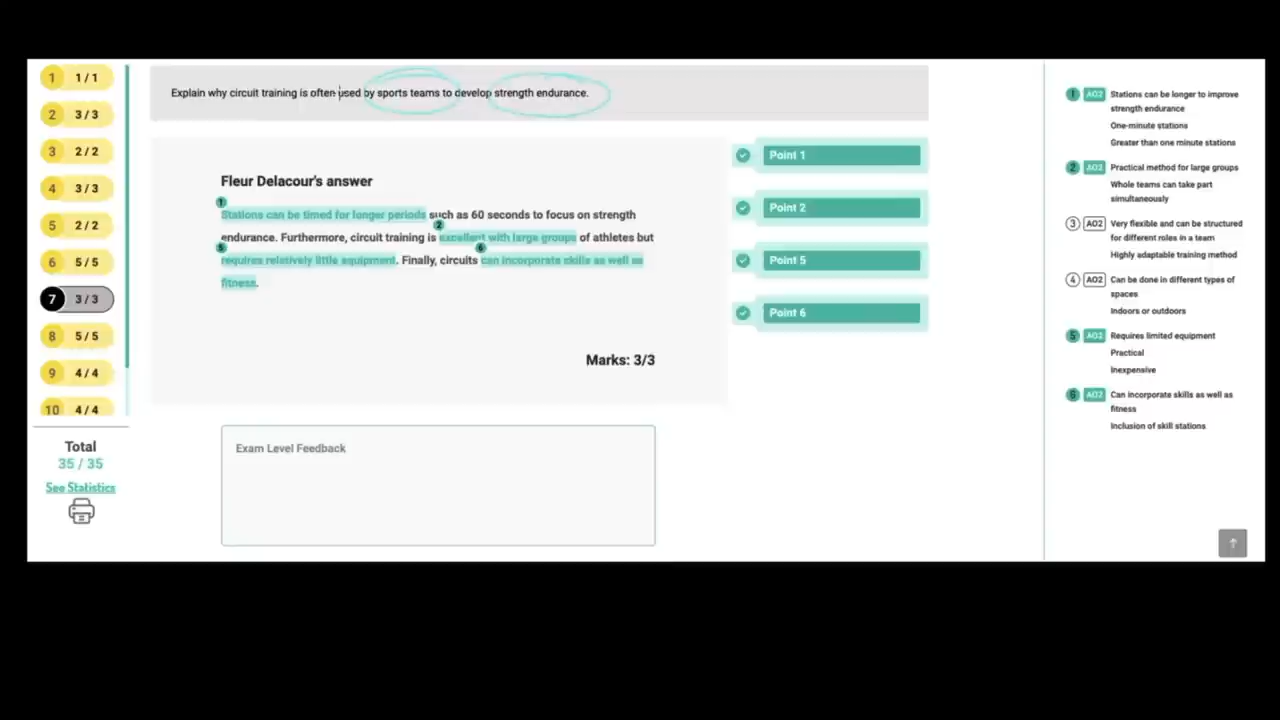 1 1 / 1
2 3 / 3
3 2 / 2
4 3 / 3
5 2 / 2
6 5 / 5
7 3 / 3
8 5 / 5
9 4 / 4
10 4 / 4
Total
35 / 35
See Statistics
Explain why circuit training is often used by sports teams to develop strength endurance.
Fleur Delacour's answer
1
Stations can be timed for longer periods such as 60 seconds to focus on strength
2
endurance. Furthermore, circuit training is excellent with large groups of athletes but
5 6
requires relatively little equipment. Finally, circuits can incorporate skills as well as
fitness.
Marks: 3/3
Exam Level Feedback
Point 1
Point 2
Point 5
Point 6
1 AO2 Stations can be longer to improve
strength endurance
One-minute stations
Greater than one minute stations
2 AO2 Practical method for large groups
Whole teams can take part
simultaneously
3 AO2 Very flexible and can be structured
for different roles in a team
Highly adaptable training method
4 AO2 Can be done in different types of
spaces
Indoors or outdoors
5 AO2 Requires limited equipment
Practical
Inexpensive
6 AO2 Can incorporate skills as well as
fitness
Inclusion of skill stations